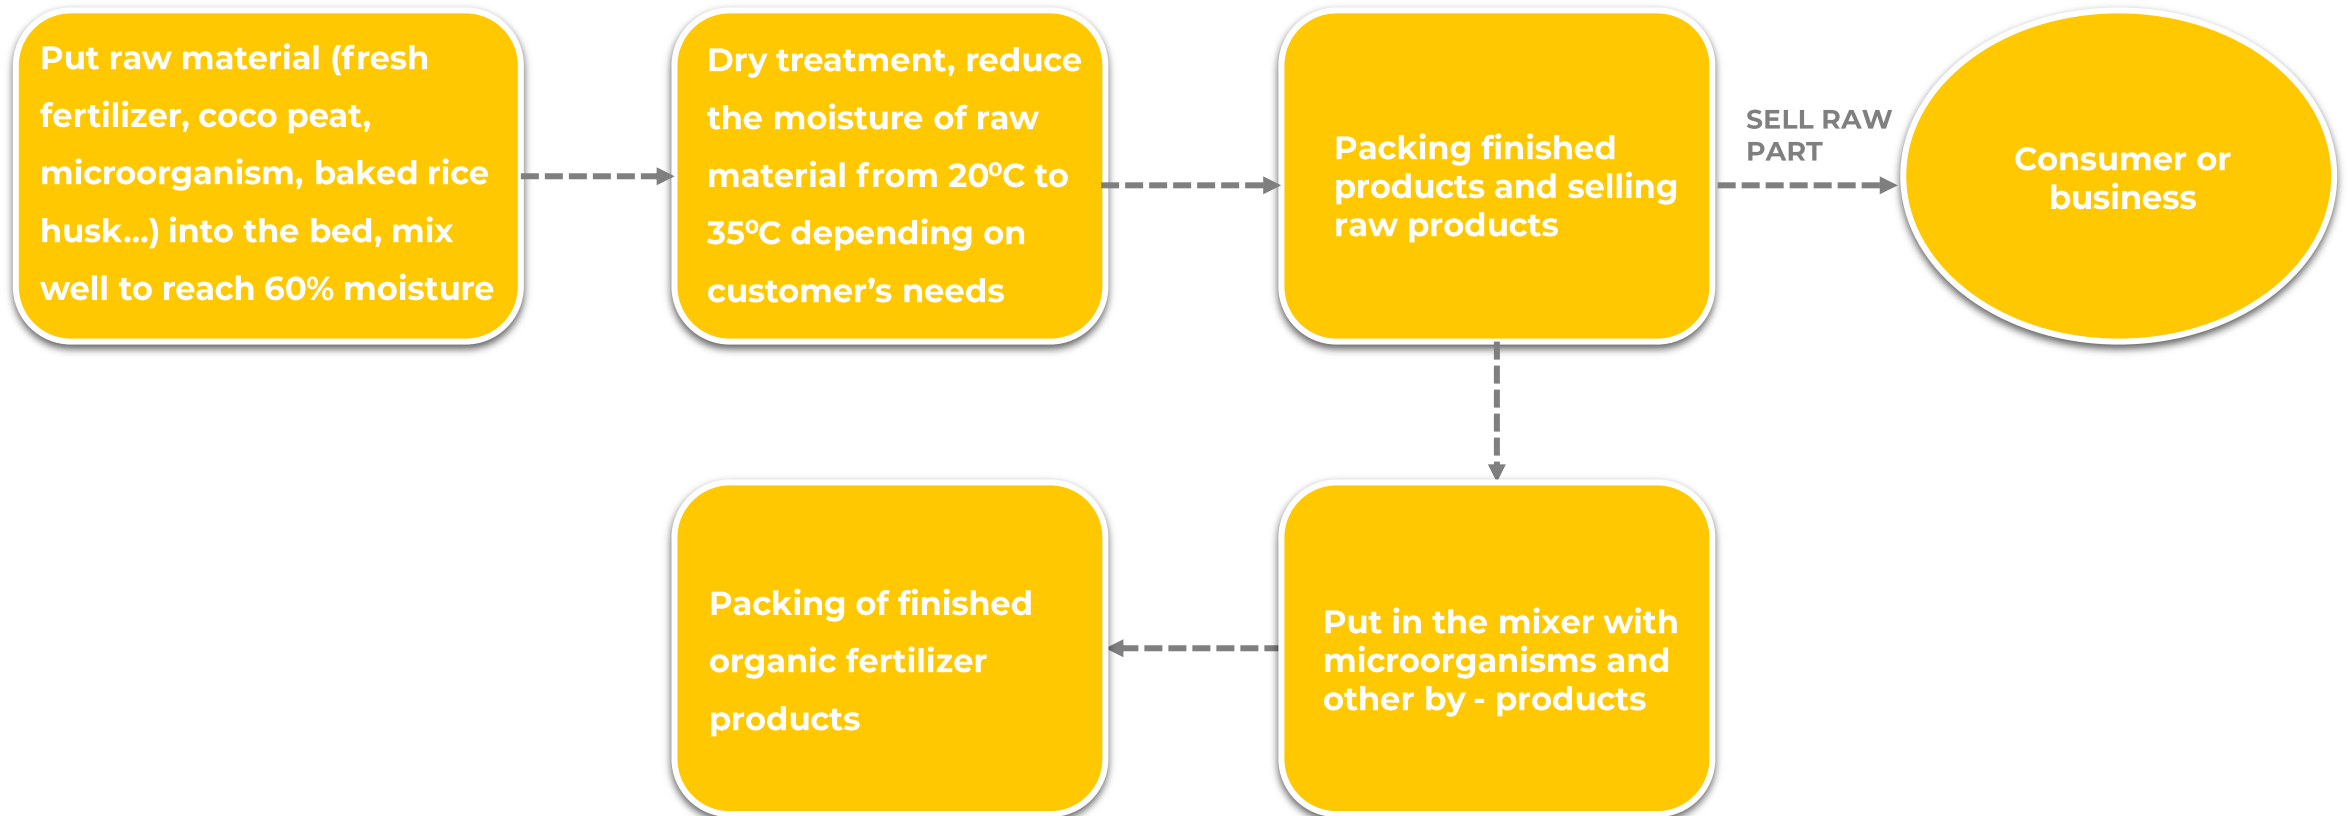 Put raw material (fresh
fertilizer, coco peat,
microorganism, baked rice
husk...) into the bed, mix
well to reach 60% moisture
Dry treatment, reduce
the moisture of raw
material from 20⁰C to
35⁰C depending on
customer’s needs
Packing finished
products and selling
raw products
SELL RAW
PART
Consumer or
business
Put in the mixer with
microorganisms and
other by - products
Packing of finished
organic fertilizer
products